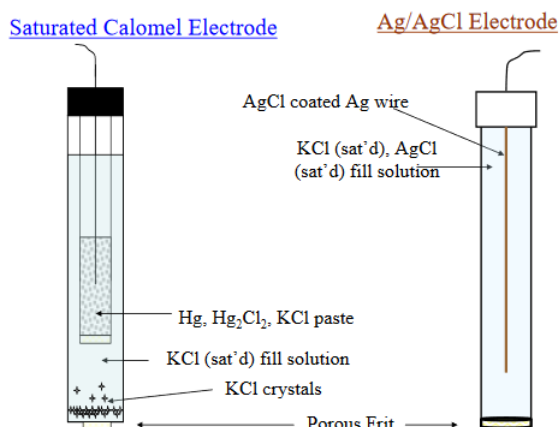 Saturated Calomel Electrode
Ag/AgCl Electrode
AgCl coated Ag wire
KCl (sat'd), AgCl
(sat'd) fill solution
Hg, Hg₂Cl₂, KCl paste
KCl (sat'd) fill solution
KCl crystals
Porous Frit